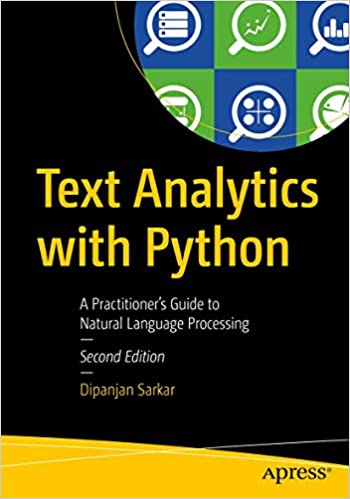 Text Analytics
with Python
A Practitioner's Guide to
Natural Language Processing
—
Second Edition
—
Dipanjan Sarkar
Apress®